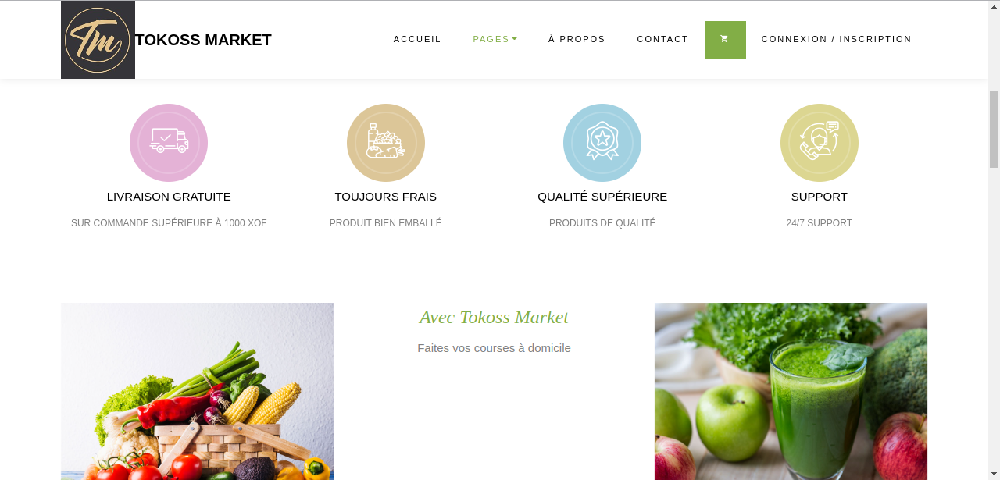 Tm
TOKOSS MARKET
ACCUEIL
PAGES
À PROPOS
CONTACT
CONNEXION / INSCRIPTION
LIVRAISON GRATUITE
SUR COMMANDE SUPÉRIEURE À 1000 XOF
TOUJOURS FRAIS
PRODUIT BIEN EMBALLÉ
QUALITÉ SUPÉRIEURE
PRODUITS DE QUALITÉ
SUPPORT
24/7 SUPPORT
Avec Tokoss Market
Faites vos courses à domicile